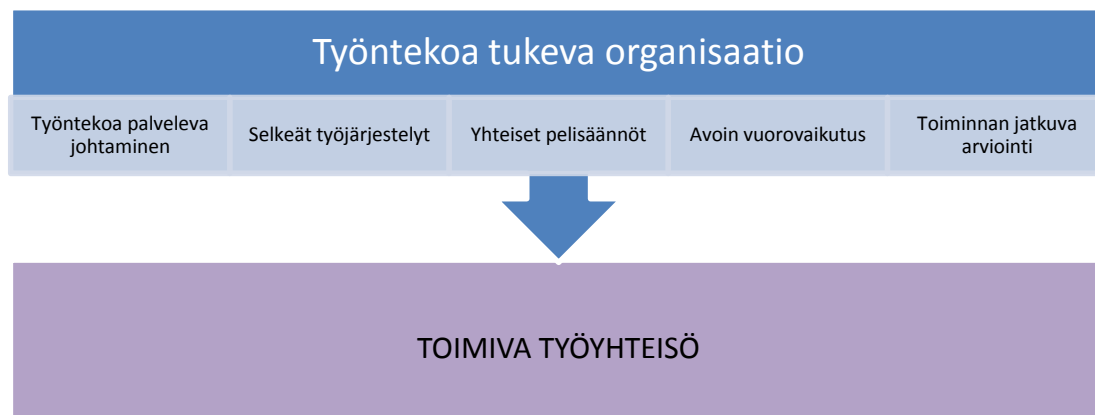 Työntekoa tukeva organisaatio
Työntekoa palveleva
johtaminen
Selkeät työjärjestelyt
Yhteiset pelisäännöt
Avoin vuorovaikutus
Toiminnan jatkuva
arviointi
TOIMIVA TYÖYHTEISÖ